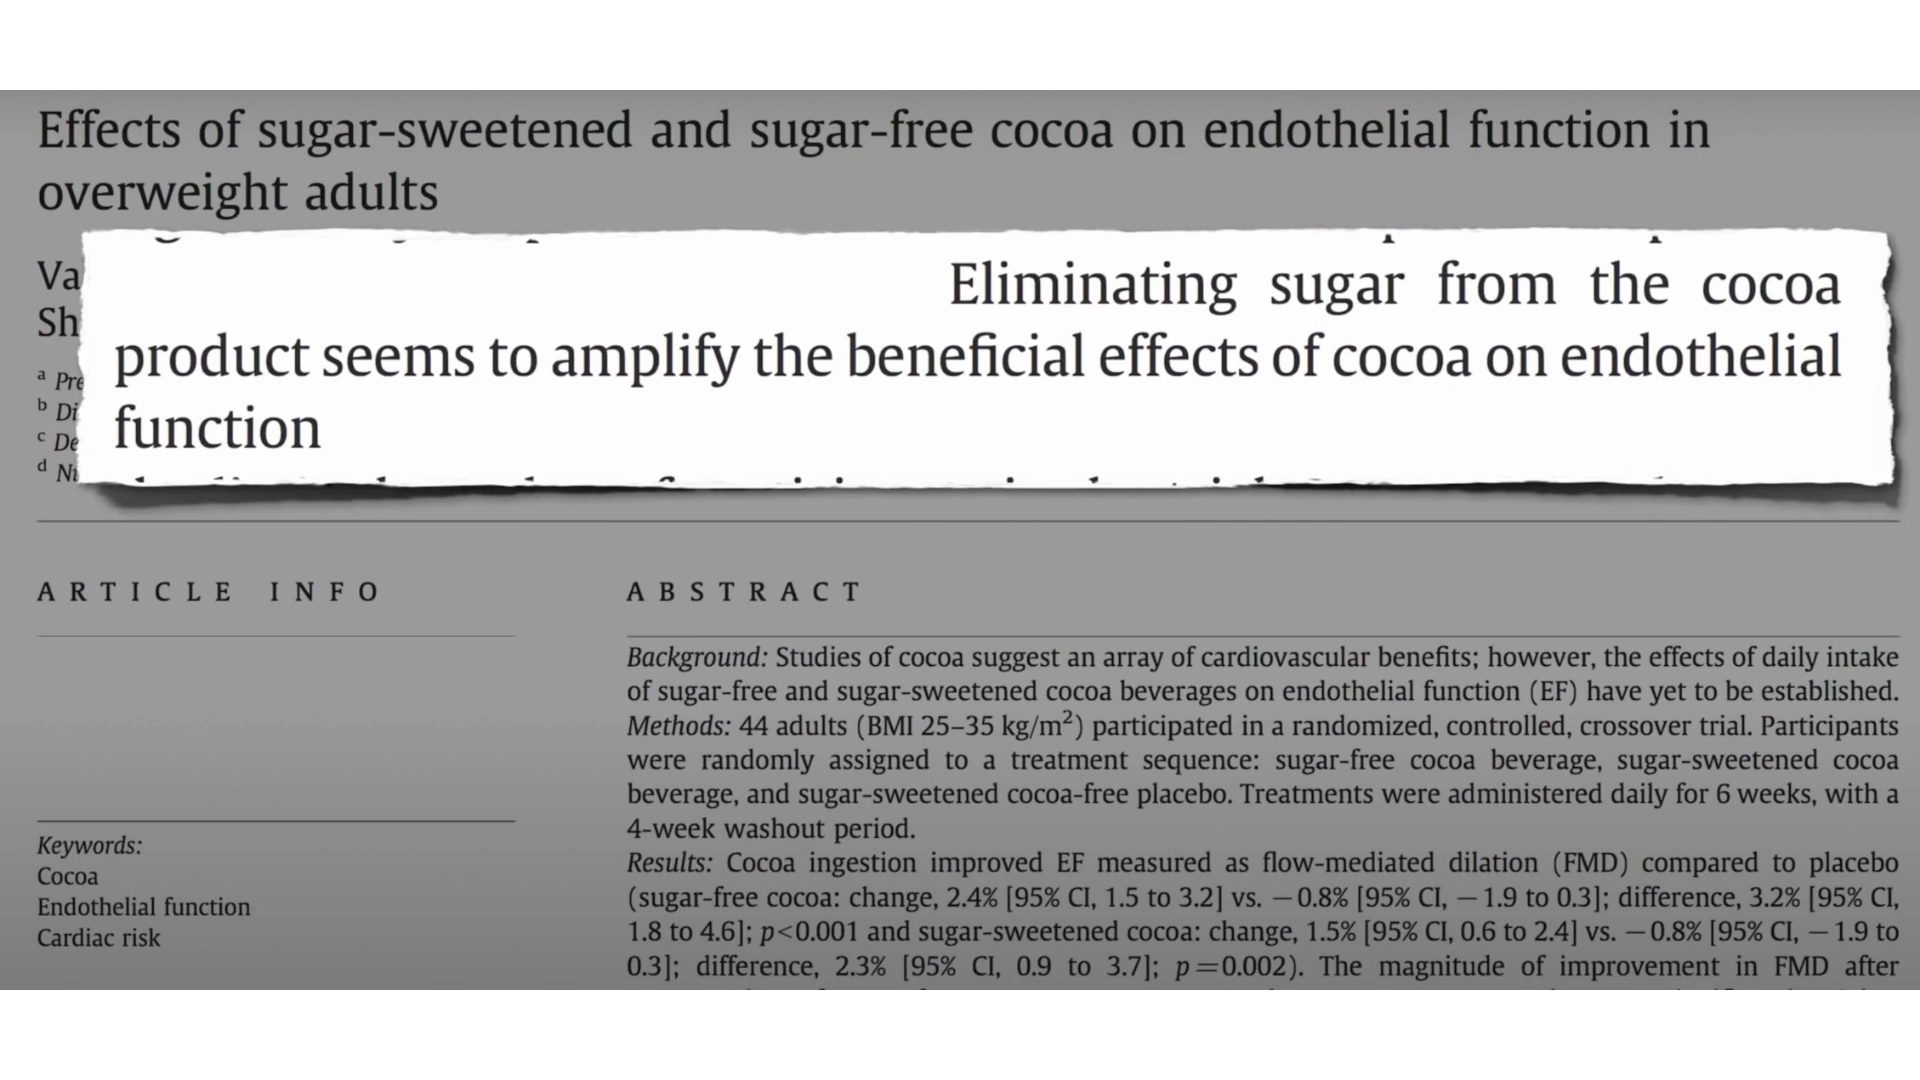 Effects of sugar-sweetened and sugar-free cocoa on endothelial function in
overweight adults
Va
Sh
Eliminating sugar from the cocoa
product seems to amplify the beneficial effects of cocoa on endothelial
function
a Pre
b Di
c De
d Ni
ARTICLE INFO
Keywords:
Cocoa
Endothelial function
Cardiac risk
ABSTRACT
Background: Studies of cocoa suggest an array of cardiovascular benefits; however, the effects of daily intake
of sugar-free and sugar-sweetened cocoa beverages on endothelial function (EF) have yet to be established.
Methods: 44 adults (BMI 25–35 kg/m²) participated in a randomized, controlled, crossover trial. Participants
were randomly assigned to a treatment sequence: sugar-free cocoa beverage, sugar-sweetened cocoa
beverage, and sugar-sweetened cocoa-free placebo. Treatments were administered daily for 6 weeks, with a
4-week washout period.
Results: Cocoa ingestion improved EF measured as flow-mediated dilation (FMD) compared to placebo
(sugar-free cocoa: change, 2.4% [95% CI, 1.5 to 3.2] vs. −0.8% [95% CI, −1.9 to 0.3]; difference, 3.2% [95% CI,
1.8 to 4.6]; p<0.001 and sugar-sweetened cocoa: change, 1.5% [95% CI, 0.6 to 2.4] vs. −0.8% [95% CI, −1.9 to
0.3]; difference, 2.3% [95% CI, 0.9 to 3.7]; p=0.002). The magnitude of improvement in FMD after